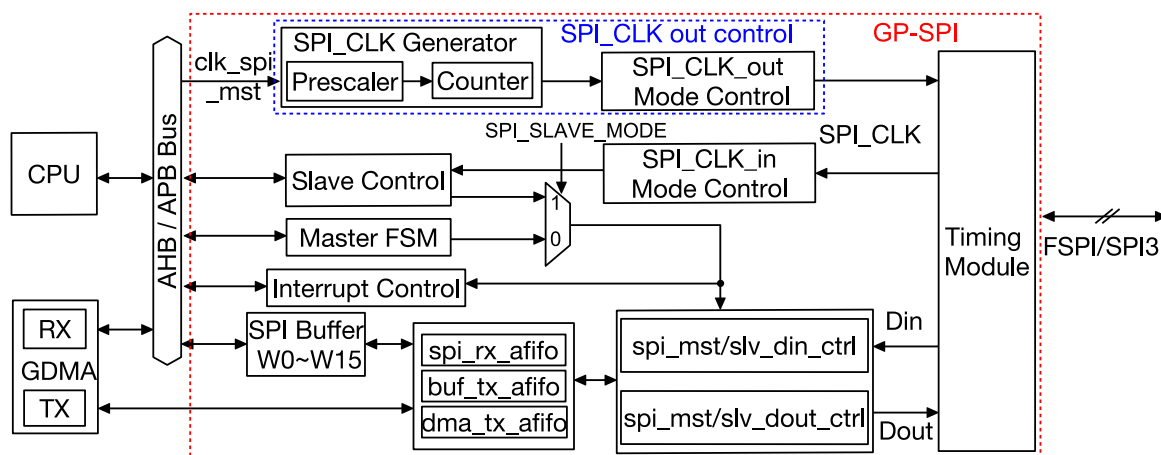 SPI_CLK Generator
Prescaler
Counter
SPI_CLK out control
GP-SPI
clk_spi
_mst
SPI_CLK_out
Mode Control
SPI_SLAVE_MODE
SPI_CLK
CPU
AHB / APB Bus
Slave Control
1
SPI_CLK_in
Mode Control
Master FSM
0
Timing
Module
FSPI/SPI3
Interrupt Control
RX
GDMA
TX
SPI Buffer
W0~W15
spi_rx_afifo
buf_tx_afifo
dma_tx_afifo
spi_mst/slv_din_ctrl
spi_mst/slv_dout_ctrl
Din
Dout